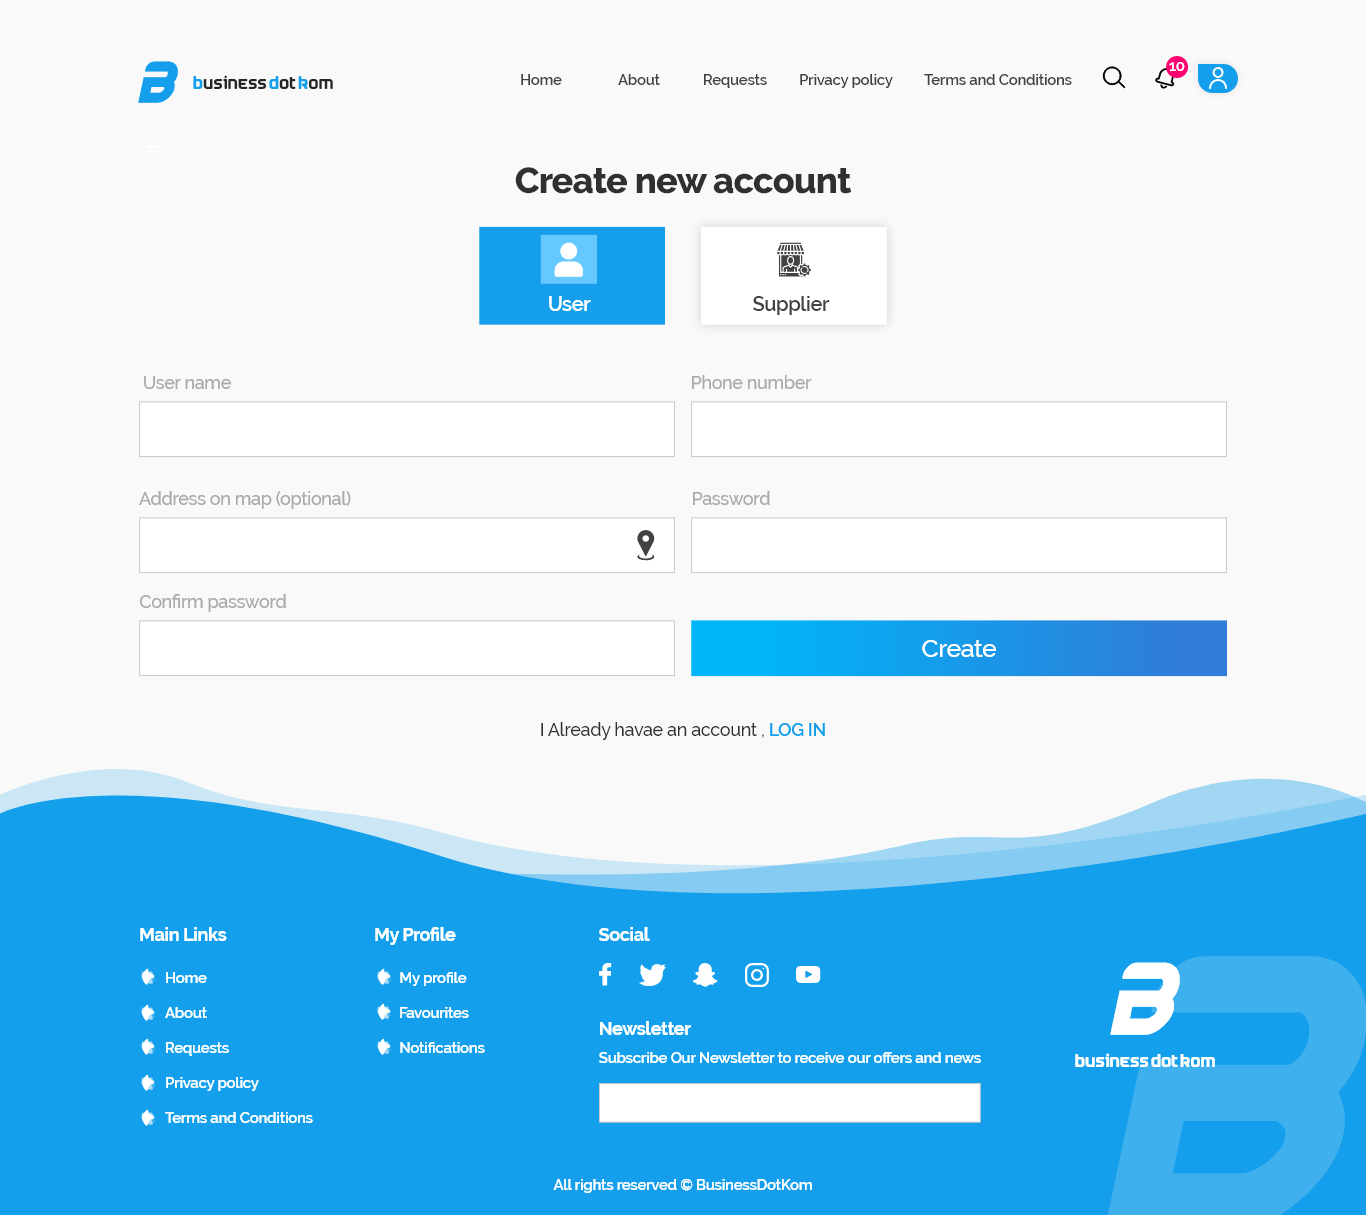 business dot kom
Home About Requests Privacy policy Terms and Conditions 10
Create new account
User Supplier
User name Phone number
Address on map (optional) Password
Confirm password
Create
I Already havae an account , LOG IN
Main Links My Profile Social
Home My profile
About Favourites
Requests Notifications
Privacy policy
Terms and Conditions
Newsletter
Subscribe Our Newsletter to receive our offers and news
business dot kom
All rights reserved © BusinessDotKom